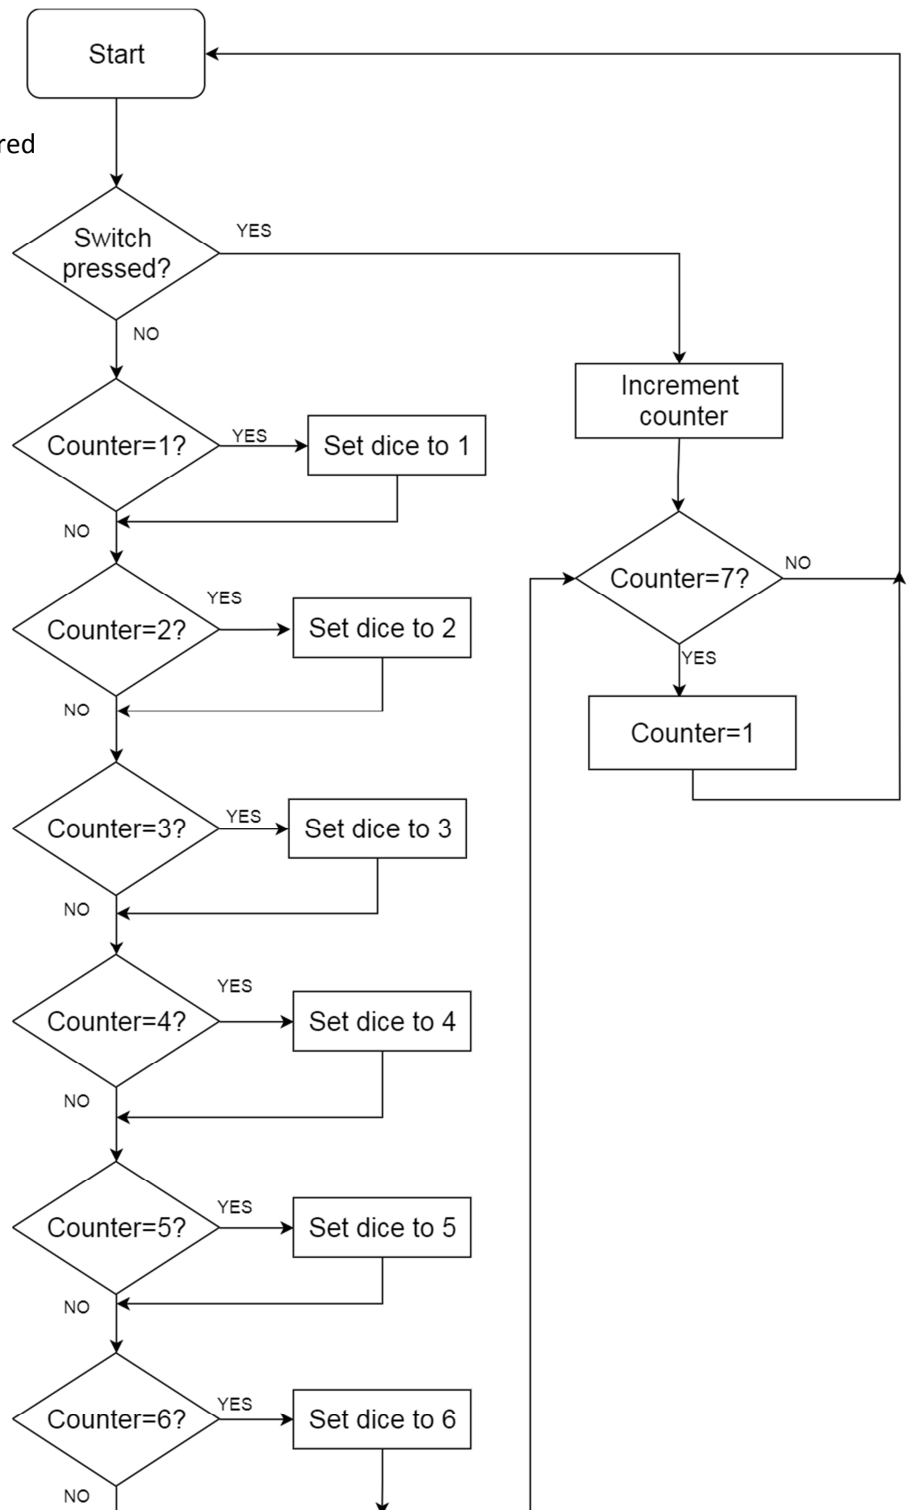 Start
red
Switch
pressed?
YES
NO
Increment
counter
Counter=1?
YES
Set dice to 1
NO
Counter=7?
NO
YES
Counter=1
Counter=2?
YES
Set dice to 2
NO
Counter=3?
YES
Set dice to 3
NO
Counter=4?
YES
Set dice to 4
NO
Counter=5?
YES
Set dice to 5
NO
Counter=6?
YES
Set dice to 6
NO